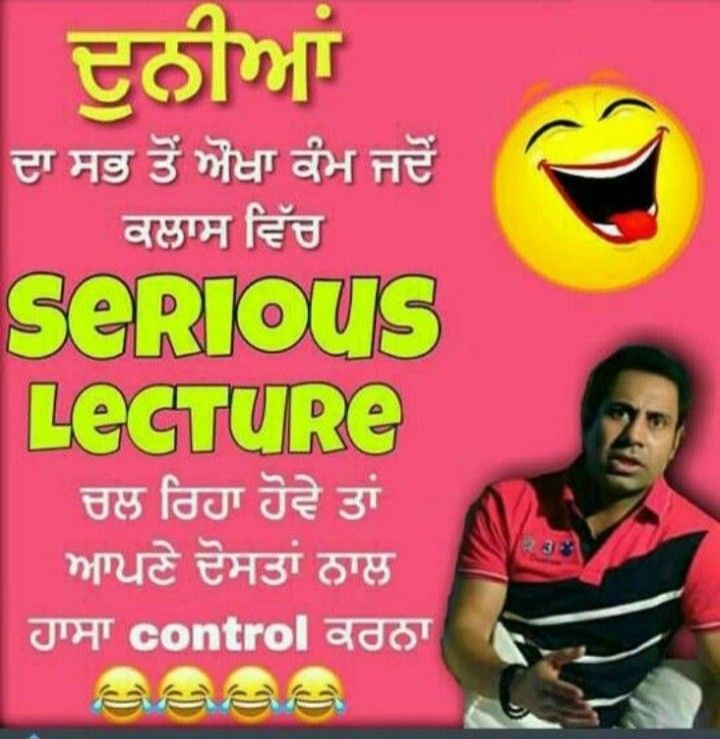 ਦੁਨੀਆਂ
ਦਾ ਸਭ ਤੋਂ ਔਖਾ ਕੰਮ ਜਦੋਂ
ਕਲਾਸ ਵਿੱਚ
SERIOUS
LECTURE
ਚਲ ਰਿਹਾ ਹੋਵੇ ਤਾਂ
ਆਪਣੇ ਦੋਸਤਾਂ ਨਾਲ
ਹਾਸਾ control ਕਰਨਾ